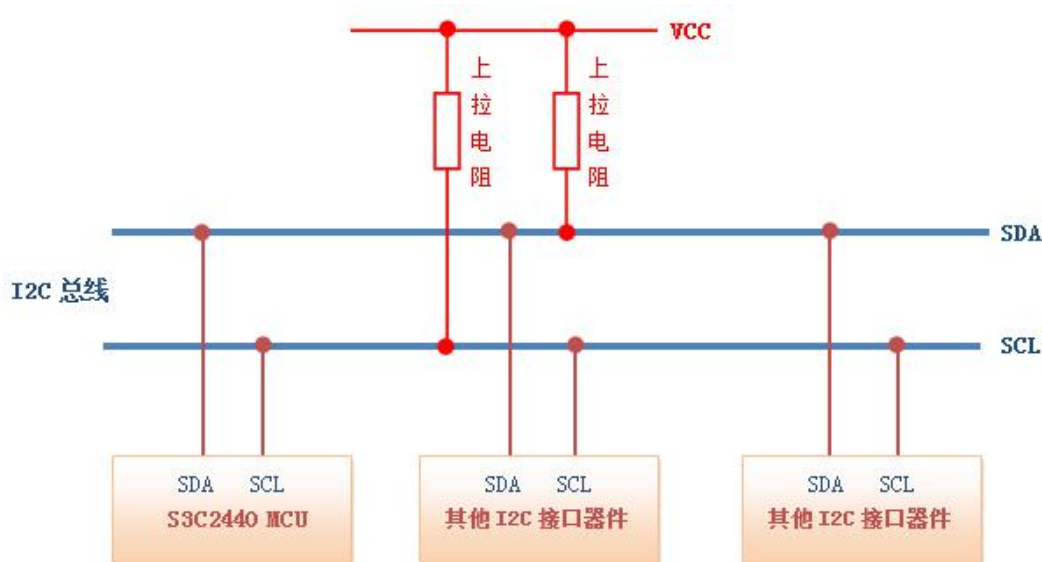 VCC
上拉电阻
上拉电阻
SDA
I2C 总线
SCL
SDA SCL
S3C2440 MCU
SDA SCL
其他 I2C 接口器件
SDA SCL
其他 I2C 接口器件